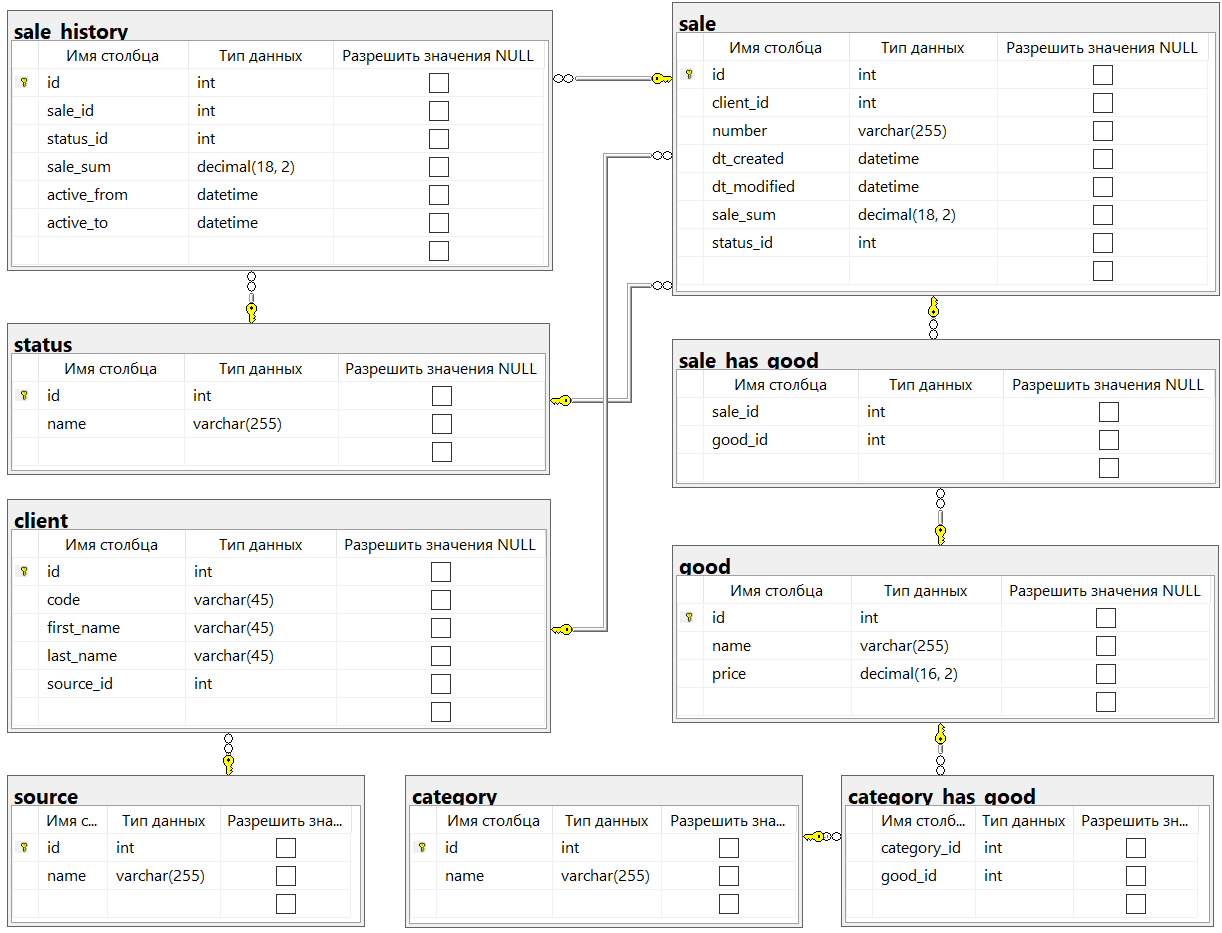 sale_history
Имя столбца Тип данных Разрешить значения NULL
id int
sale_id int
status_id int
sale_sum decimal(18, 2)
active_from datetime
active_to datetime
sale
Имя столбца Тип данных Разрешить значения NULL
id int
client_id int
number varchar(255)
dt_created datetime
dt_modified datetime
sale_sum decimal(18, 2)
status_id int
status
Имя столбца Тип данных Разрешить значения NULL
id int
name varchar(255)
sale_has_good
Имя столбца Тип данных Разрешить значения NULL
sale_id int
good_id int
client
Имя столбца Тип данных Разрешить значения NULL
id int
code varchar(45)
first_name varchar(45)
last_name varchar(45)
source_id int
good
Имя столбца Тип данных Разрешить значения NULL
id int
name varchar(255)
price decimal(16, 2)
source
Имя с... Тип данных Разрешить зна...
id int
name varchar(255)
category
Имя столбца Тип данных Разрешить зна...
id int
name varchar(255)
category_has_good
Имя столб... Тип данных Разрешить зн...
category_id int
good_id int